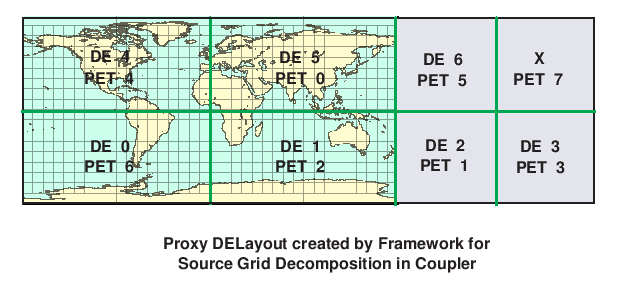 DE 4
PET 4
DE 5
PET 0
DE 6
PET 5
X
PET 7
DE 0
PET 6
DE 1
PET 2
DE 2
PET 1
DE 3
PET 3
Proxy DELayout created by Framework for
Source Grid Decomposition in Coupler